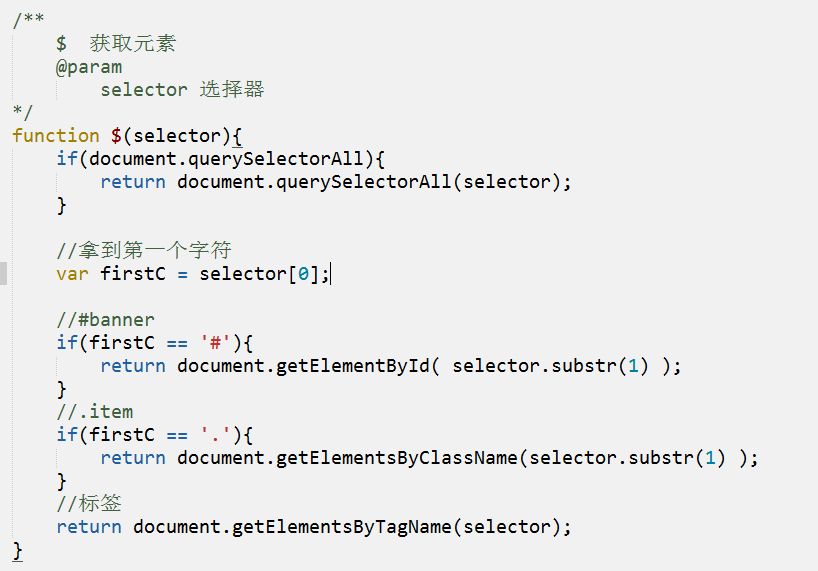 /**
    $  获取元素
    @param
        selector 选择器
*/
function $(selector){
    if(document.querySelectorAll){
        return document.querySelectorAll(selector);
    }
    //拿到第一个字符
    var firstC = selector[0];
    //#banner
    if(firstC == '#'){
        return document.getElementById( selector.substr(1) );
    }
    //.item
    if(firstC == '.'){
        return document.getElementsByClassName(selector.substr(1) );
    }
    //标签
    return document.getElementsByTagName(selector);
}